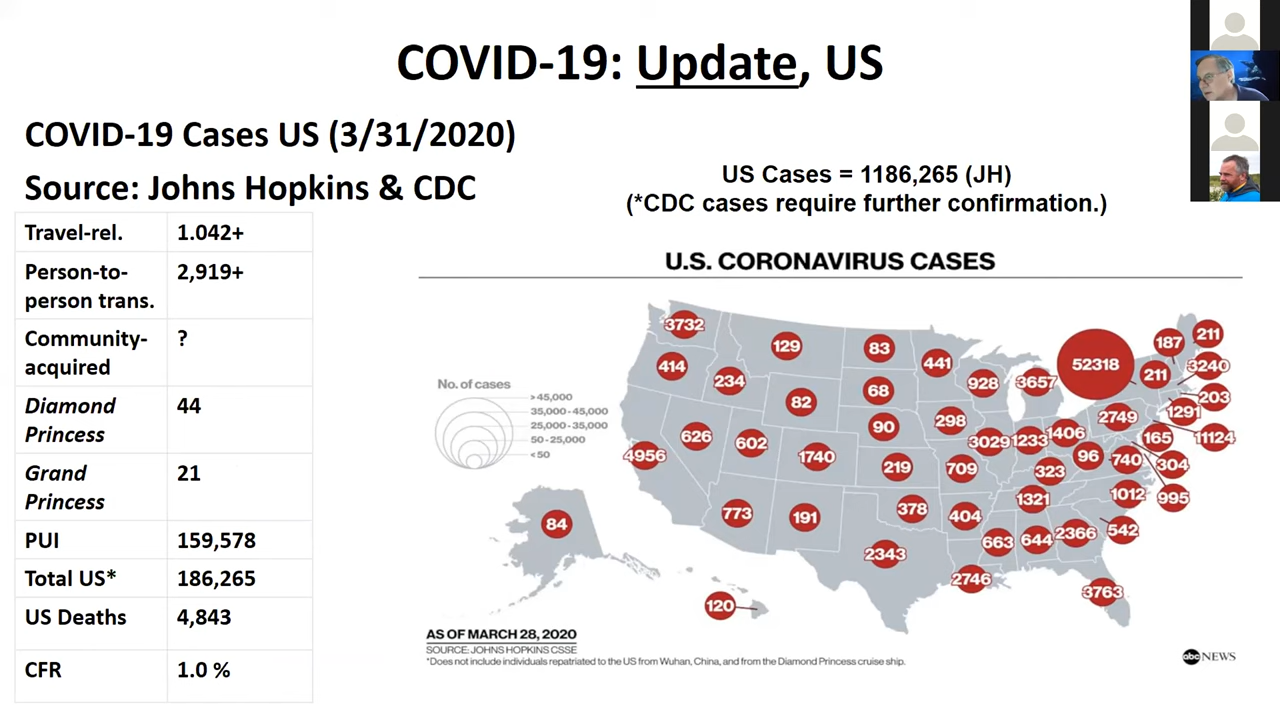 COVID-19: Update, US
COVID-19 Cases US (3/31/2020)
Source: Johns Hopkins & CDC
Travel-rel. 1.042+
Person-to-
person trans. 2,919+
Community-
acquired ?
Diamond
Princess 44
Grand
Princess 21
PUI 159,578
Total US* 186,265
US Deaths 4,843
CFR 1.0 %
US Cases = 1186,265 (JH)
(*CDC cases require further confirmation.)
U.S. CORONAVIRUS CASES
No. of cases
>45,000
35,000-45,000
25,000-35,000
50-25,000
<50
3732
129
83
441
52318
187
211
414
234
68
928
3657
211
3240
82
203
90
298
2749
1291
626
602
3029
1233
1406
165
11124
4956
1740
219
709
323
96
740
304
773
191
378
404
1321
1012
995
84
2343
663
644
2366
542
2746
3763
120
AS OF MARCH 28, 2020
SOURCE: JOHNS HOPKINS CSSE
*Does not include individuals repatriated to the US from Wuhan, China, and from the Diamond Princess cruise ship.
abc NEWS